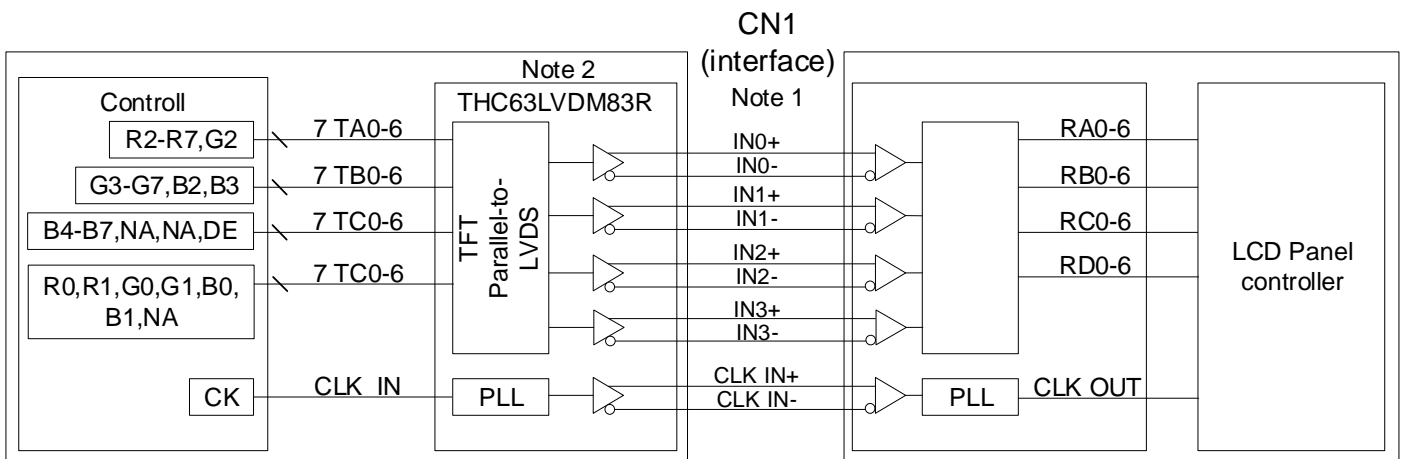 CN1
(interface)
Note 1
Note 2
THC63LVDM83R
Controll
R2-R7,G2
7 TA0-6
G3-G7,B2,B3
7 TB0-6
B4-B7,NA,NA,DE
7 TC0-6
R0,R1,G0,G1,B0,
B1,NA
7 TC0-6
CK
CLK IN
TFT
Parallel-to-
LVDS
PLL
IN0+
IN0-
IN1+
IN1-
IN2+
IN2-
IN3+
IN3-
CLK IN+
CLK IN-
PLL
RA0-6
RB0-6
RC0-6
RD0-6
CLK OUT
LCD Panel
controller